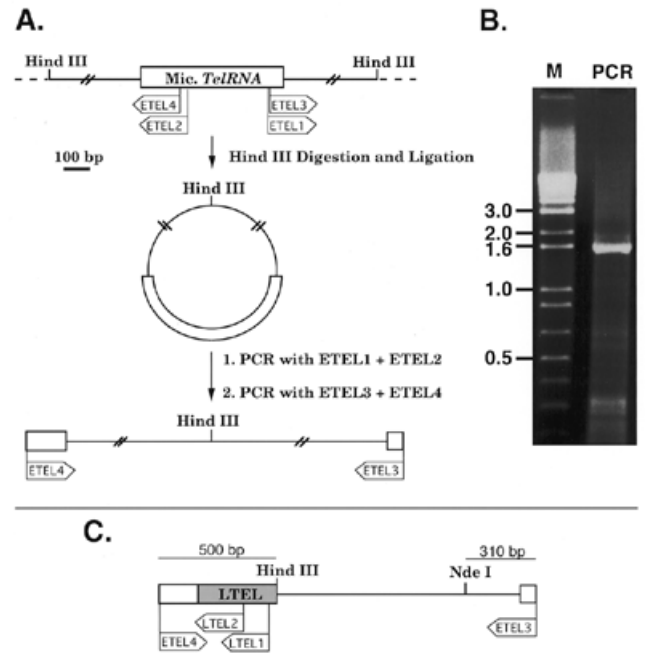 A.
Hind III
Hind III
Mic. TelRNA
ETEL4
ETEL3
ETEL2
ETEL1
100 bp
Hind III Digestion and Ligation
Hind III
1. PCR with ETEL1 + ETEL2
2. PCR with ETEL3 + ETEL4
Hind III
ETEL4
ETEL3
B.
M PCR
3.0
2.0
1.6
1.0
0.5
C.
500 bp
310 bp
Hind III
Nde I
LTEL
LTEL2
ETEL3
ETEL4
LTEL1